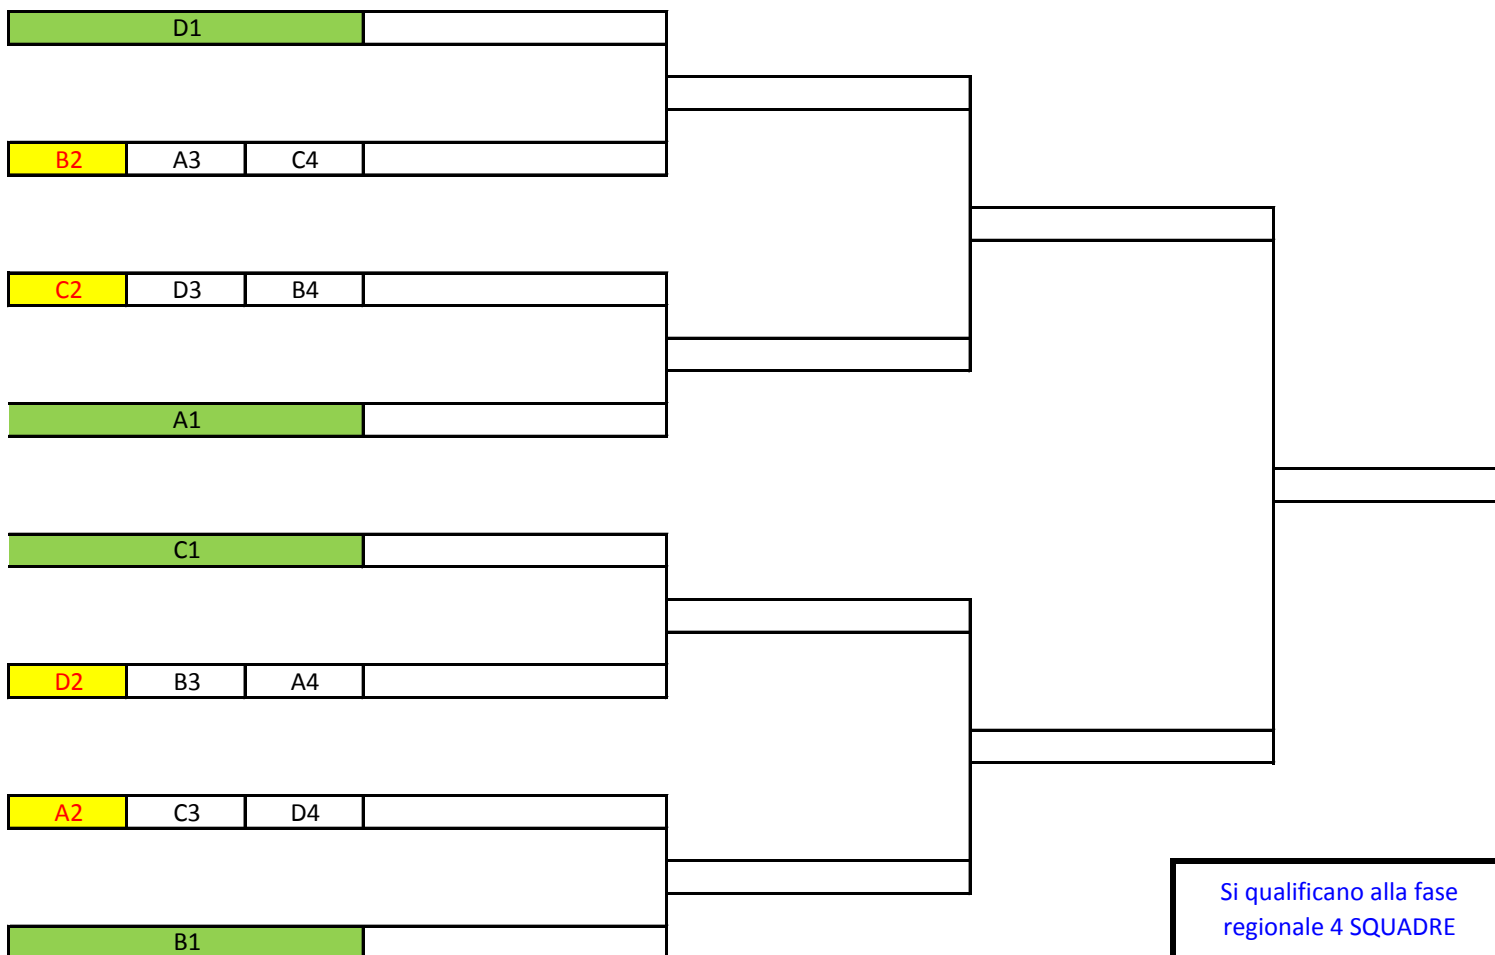 D1
B2 A3 C4
C2 D3 B4
A1
C1
D2 B3 A4
A2 C3 D4
B1
Si qualificano alla fase
regionale 4 SQUADRE